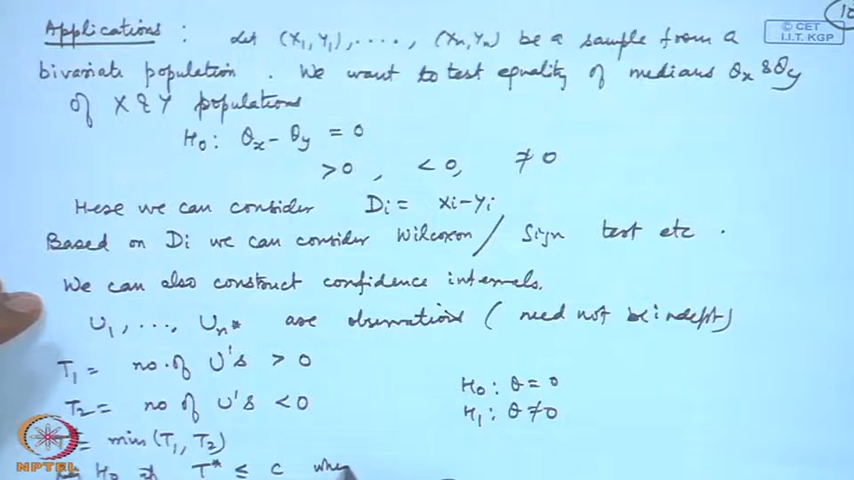 10
© CET
I.I.T. KGP
Applications : Let (X₁,Y₁), ...., (Xn,Yn) be a sample from a
bivariate population . We want to test equality of medians θx & θy
of X & Y populations
H₀: θx - θy = 0
> 0 , < 0, ≠ 0
Here we can consider Di = Xi - Yi
Based on Di we can consider Wilcoxon / Sign test etc .
We can also construct confidence intervals.
U₁, ..., Un* are observations ( need not be indept)
T₁ = no. of U's > 0
T₂ = no of U's < 0
H₀: θ = 0
H₁: θ ≠ 0
= min (T₁, T₂)
H₀ if T* ≤ c whe
NPTEL